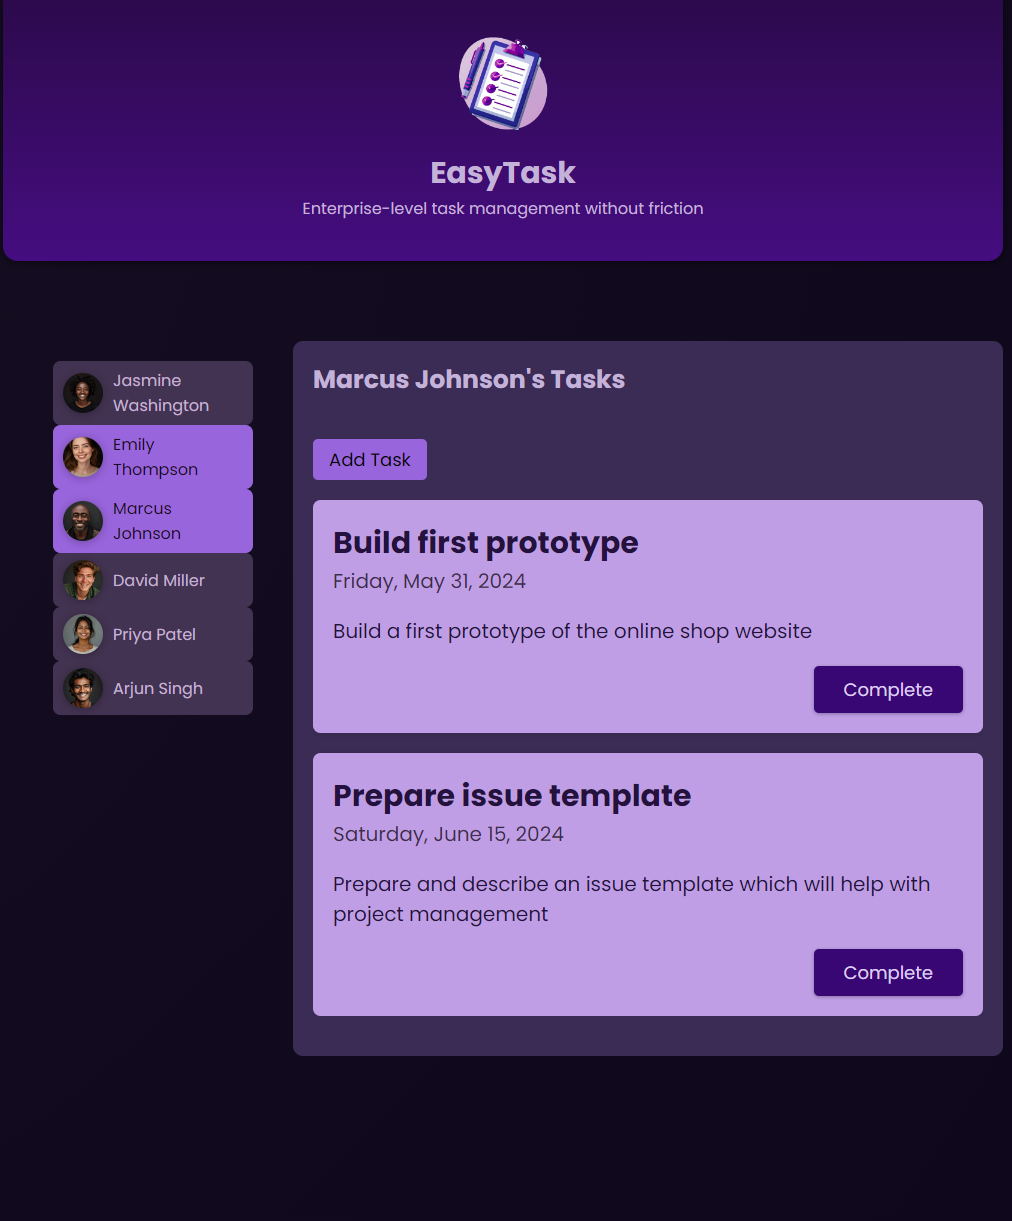 EasyTask
Enterprise-level task management without friction
Jasmine
Washington
Emily
Thompson
Marcus
Johnson
David Miller
Priya Patel
Arjun Singh
Marcus Johnson's Tasks
Add Task
Build first prototype
Friday, May 31, 2024
Build a first prototype of the online shop website
Complete
Prepare issue template
Saturday, June 15, 2024
Prepare and describe an issue template which will help with
project management
Complete